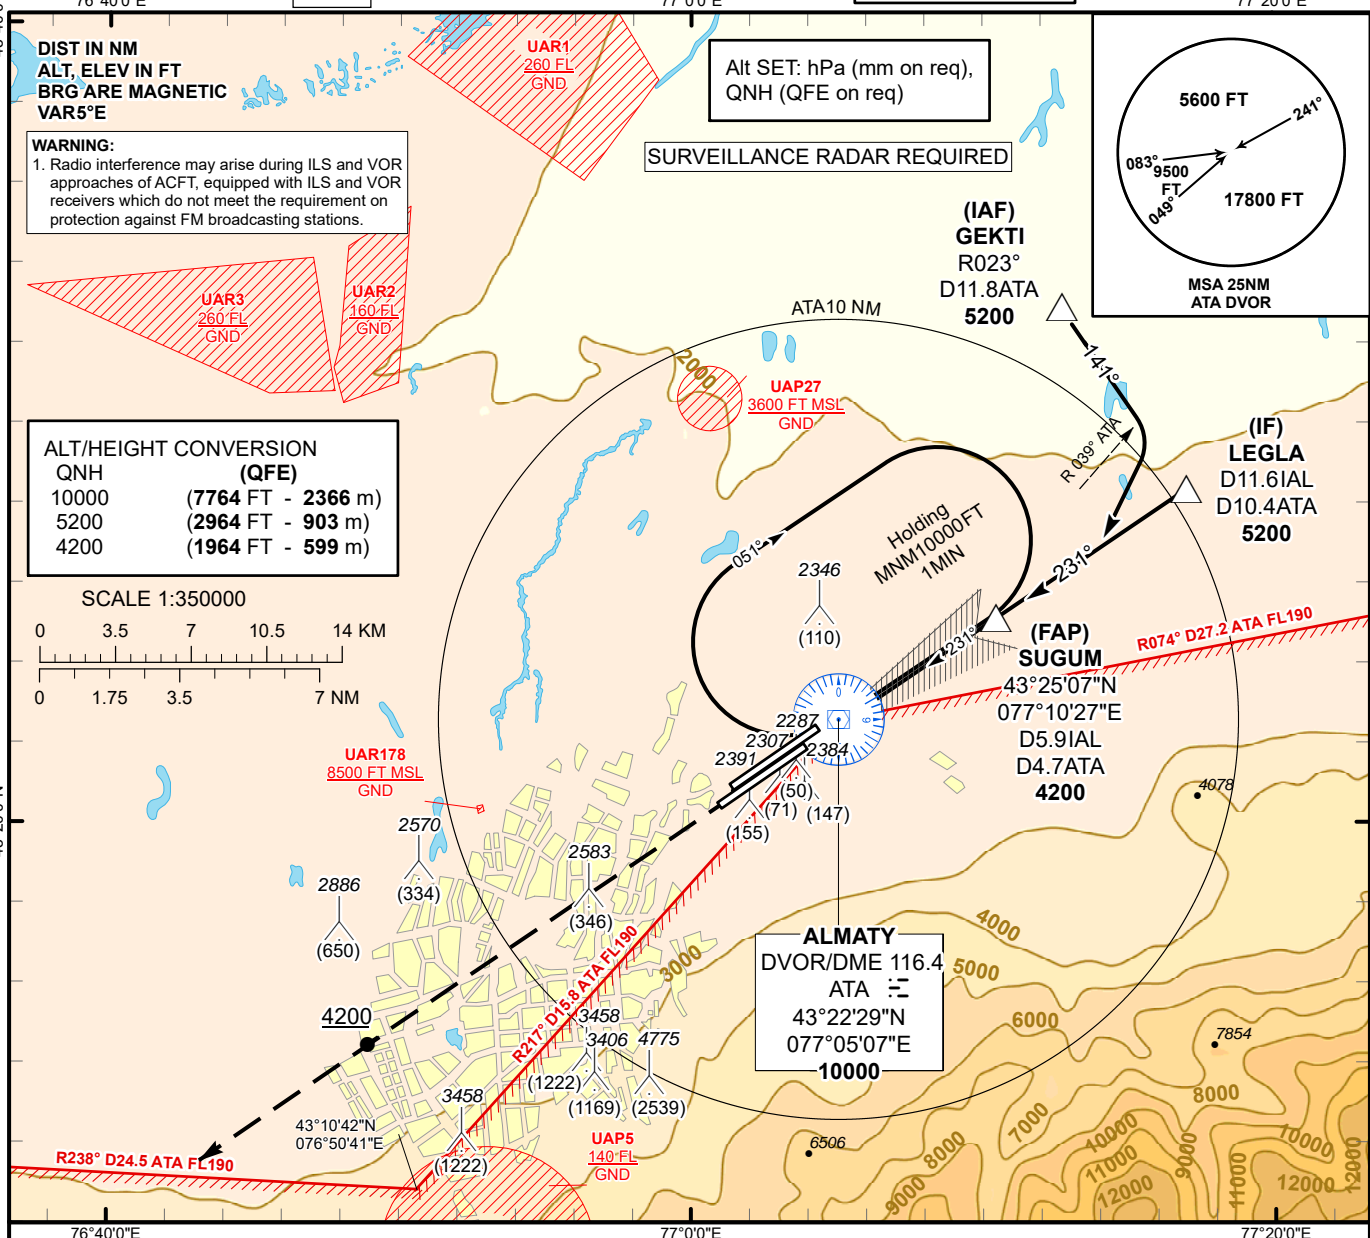 76°40'0"E
77°0'0"E
77°20'0"E
DIST IN NM
ALT, ELEV IN FT
BRG ARE MAGNETIC
VAR5°E
WARNING:
1. Radio interference may arise during ILS and VOR
approaches of ACFT, equipped with ILS and VOR
receivers which do not meet the requirement on
protection against FM broadcasting stations.
UAR1
260 FL
GND
Alt SET: hPa (mm on req),
QNH (QFE on req)
SURVEILLANCE RADAR REQUIRED
5600 FT
241°
083°
9500
FT
049°
17800 FT
MSA 25NM
ATA DVOR
(IAF)
GEKTI
R023°
D11.8ATA
5200
UAR3
260 FL
GND
UAR2
160 FL
GND
ATA10 NM
141°
2000
UAP27
3600 FT MSL
GND
R 039° ATA
(IF)
LEGLA
D11.6IAL
D10.4ATA
5200
ALT/HEIGHT CONVERSION
QNH (QFE)
10000 (7764 FT - 2366 m)
5200 (2964 FT - 903 m)
4200 (1964 FT - 599 m)
SCALE 1:350000
0 3.5 7 10.5 14 KM
0 1.75 3.5 7 NM
051°
Holding
MNM10000FT
1MIN
231°
2346
(110)
231°
R074° D27.2 ATA FL190
(FAP)
SUGUM
43°25'07"N
077°10'27"E
D5.9IAL
D4.7ATA
4200
0
9
2287
2307
2391
2384
(50)
(71)
(147)
(155)
UAR178
8500 FT MSL
GND
4078
2570
(334)
2583
(346)
2886
(650)
4000
3000
5000
6000
ALMATY
DVOR/DME 116.4
ATA
43°22'29"N
077°05'07"E
10000
R217° D15.8 ATA FL190
4200
3458
3406
4775
(1222)
(1169)
(2539)
7854
8000
7000
8000
9000
10000
11000
12000
9000
10000
11000
12000
12000
3458
(1222)
43°10'42"N
076°50'41"E
UAP5
140 FL
GND
6506
R238° D24.5 ATA FL190
76°40'0"E
77°0'0"E
77°20'0"E